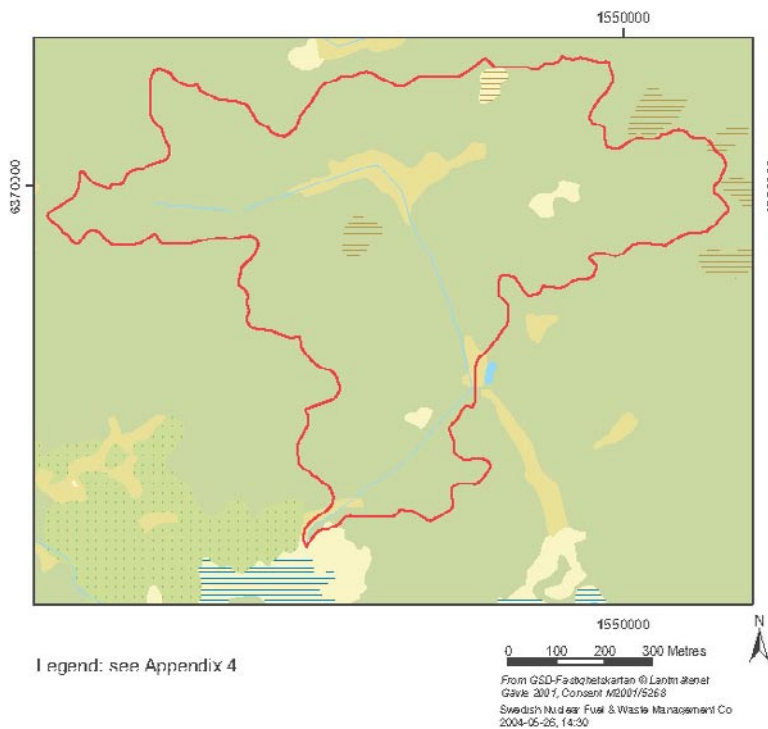 1550000
6370000
1550000
N
Legend: see Appendix 4
0 100 200 300 Metres
From GSD-Fastighetskartan © Lantmäteriet
Gävle 2001, Consent M2001/5268
Swedish Nuclear Fuel & Waste Management Co
2004-05-26, 14:30